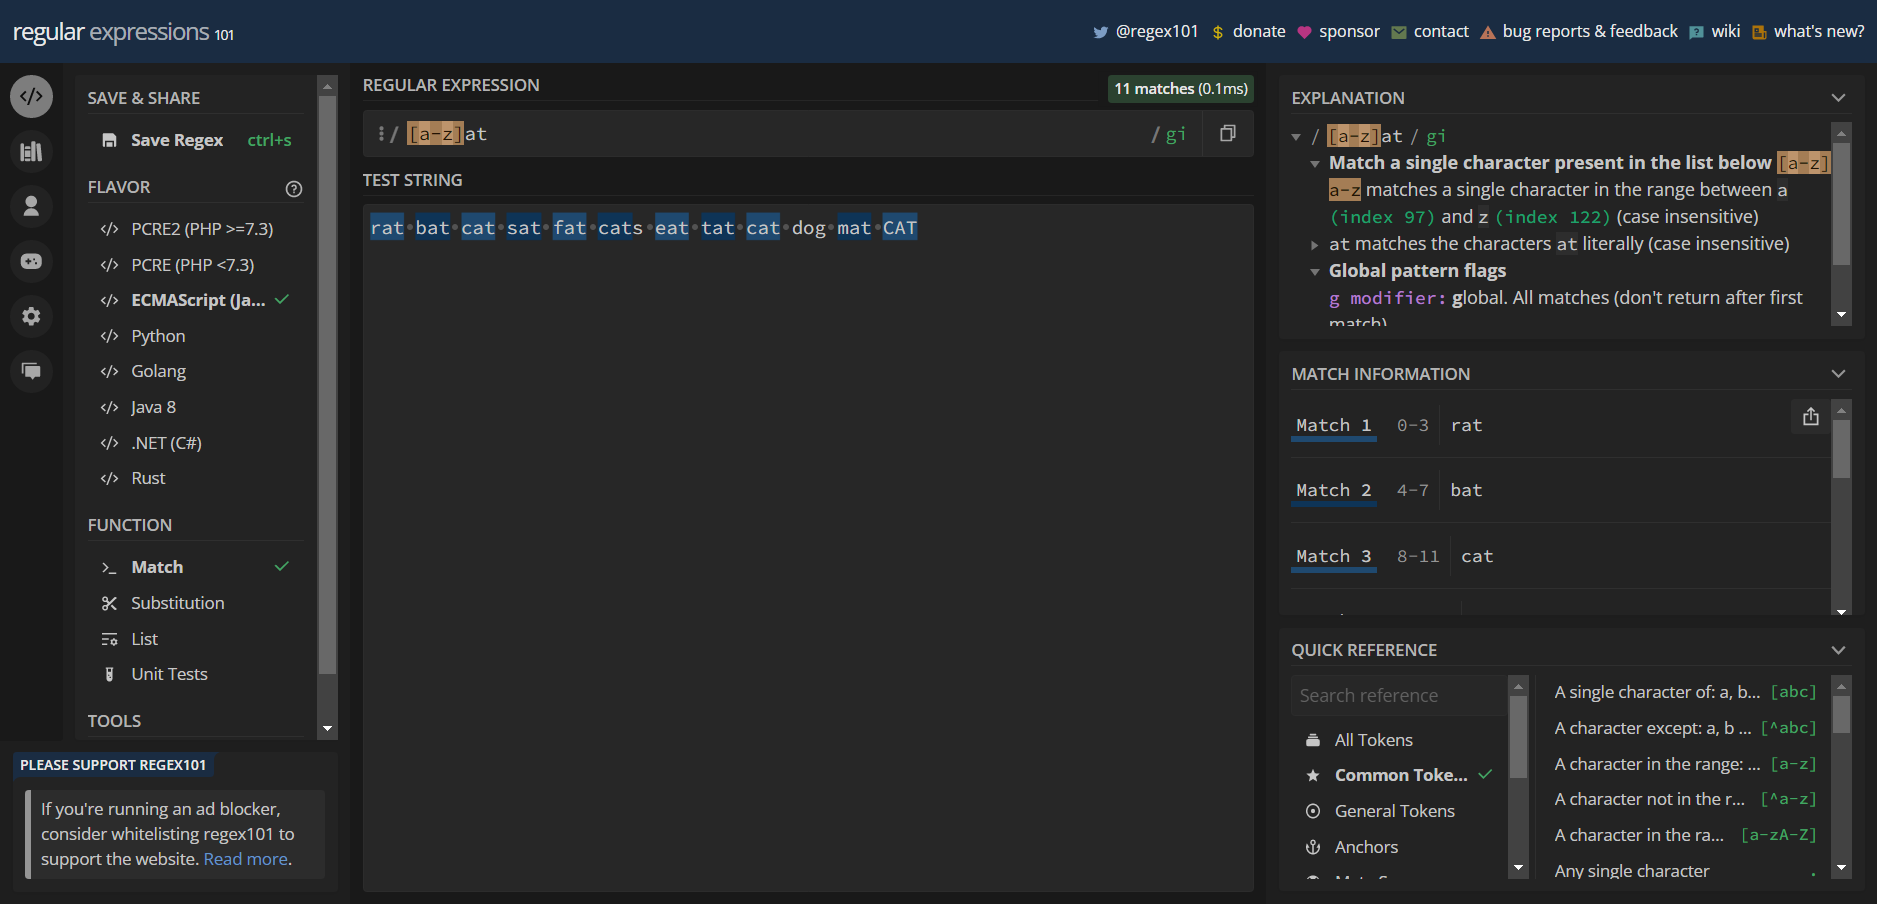 regular expressions 101
@regex101 $ donate sponsor contact bug reports & feedback wiki what's new?
SAVE & SHARE
Save Regex ctrl+s
FLAVOR
</> PCRE2 (PHP >=7.3)
</> PCRE (PHP <7.3)
</> ECMAScript (Ja...
</> Python
</> Golang
</> Java 8
</> .NET (C#)
</> Rust
FUNCTION
>_ Match
Substitution
List
Unit Tests
TOOLS
PLEASE SUPPORT REGEX101
If you're running an ad blocker,
consider whitelisting regex101 to
support the website. Read more.
REGULAR EXPRESSION
11 matches (0.1ms)
/ [a-z]at / gi
TEST STRING
rat·bat·cat·sat·fat·cats·eat·tat·cat·dog·mat·CAT
EXPLANATION
/ [a-z]at / gi
Match a single character present in the list below [a-z]
a-z matches a single character in the range between a
(index 97) and z (index 122) (case insensitive)
at matches the characters at literally (case insensitive)
Global pattern flags
g modifier: global. All matches (don't return after first
match)
MATCH INFORMATION
Match 1 0-3 rat
Match 2 4-7 bat
Match 3 8-11 cat
QUICK REFERENCE
Search reference
All Tokens
Common Toke...
General Tokens
Anchors
A single character of: a, b... [abc]
A character except: a, b ... [^abc]
A character in the range: ... [a-z]
A character not in the r... [^a-z]
A character in the ra... [a-zA-Z]
Any single character .